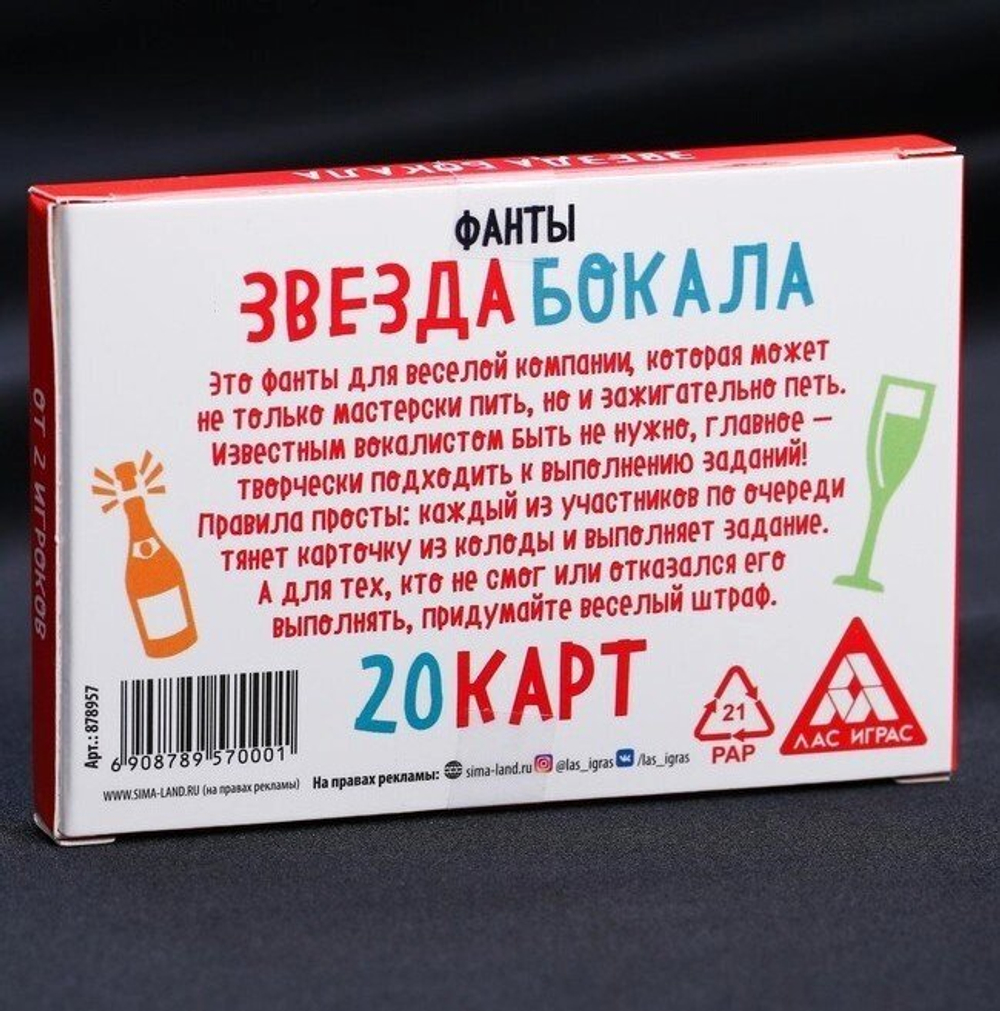 ЗВЕЗДА БОКАЛА
ФАНТЫ
ЗВЕЗДА БОКАЛА
Это фанты для веселой компании, которая может
не только мастерски пить, но и зажигательно петь.
Известным вокалистом быть не нужно, главное —
творчески подходить к выполнению заданий!
Правила просты: каждый из участников по очереди
тянет карточку из колоды и выполняет задание.
А для тех, кто не смог или отказался его
выполнять, придумайте веселый штраф.
20 КАРТ
ОТ 2 ИГРОКОВ
Арт.: 878957
6 908789 570001
WWW.SIMA-LAND.RU (на правах рекламы)
На правах рекламы: sima-land.ru @las_igras /las_igras
21
PAP
ЛАС ИГРАС